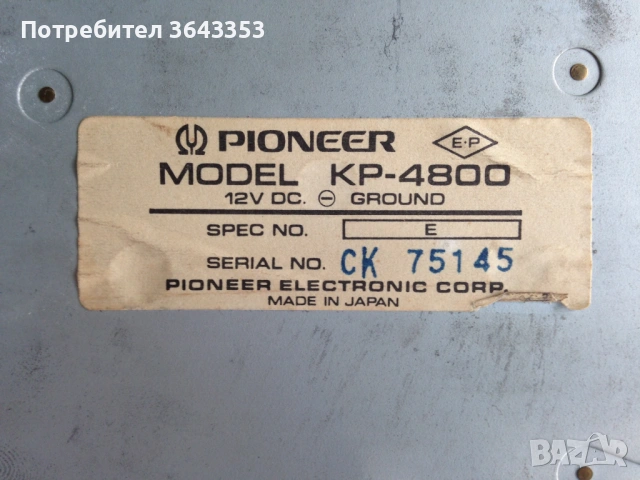 Потребител 3643353
PIONEER
E·P
MODEL KP-4800
12V DC. ⊖ GROUND
SPEC NO. E
SERIAL NO. CK 75145
PIONEER ELECTRONIC CORP.
MADE IN JAPAN
BAZAR